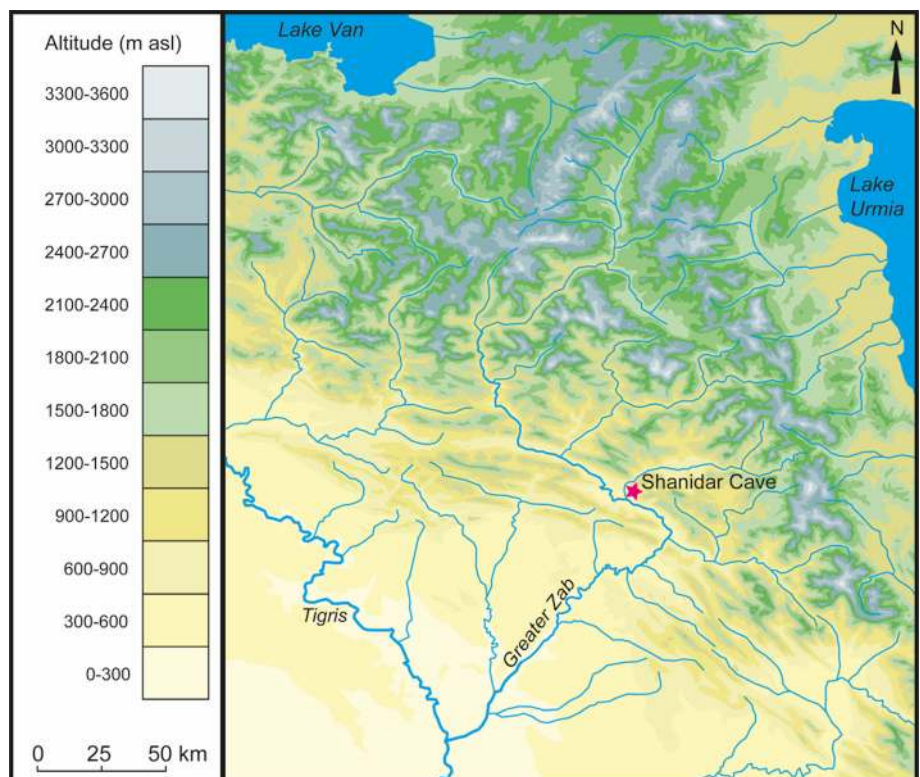 Altitude (m asl)
3300-3600
3000-3300
2700-3000
2400-2700
2100-2400
1800-2100
1500-1800
1200-1500
900-1200
600-900
300-600
0-300
0 25 50 km
Lake Van
N
Lake
Urmia
Shanidar Cave
Greater Zab
Tigris